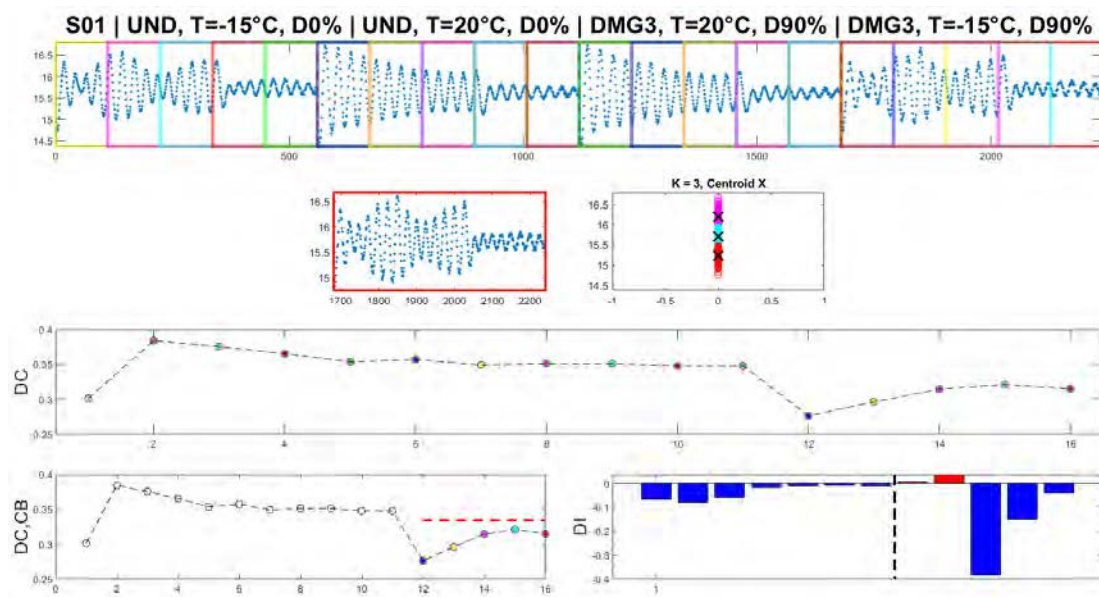 S01 | UND, T=-15°C, D0% | UND, T=20°C, D0% | DMG3, T=20°C, D90% | DMG3, T=-15°C, D90%
16.5
16
15.5
14.5
0 500 1000 1500 2000
K = 3, Centroid X
16.5
16
15.5
15
1700 1800 1900 2000 2100 2200
16.5
16
15.5
15
14.5
-1 -0.5 0 0.5 1
DC
0.4
0.35
0.3
0.25
2 4 6 8 10 12 14 16
DC,CB
0.4
0.35
0.3
0.25
0 2 4 6 8 10 12 14 16
DI
0
-0.1
-0.2
-0.3
-0.4
1